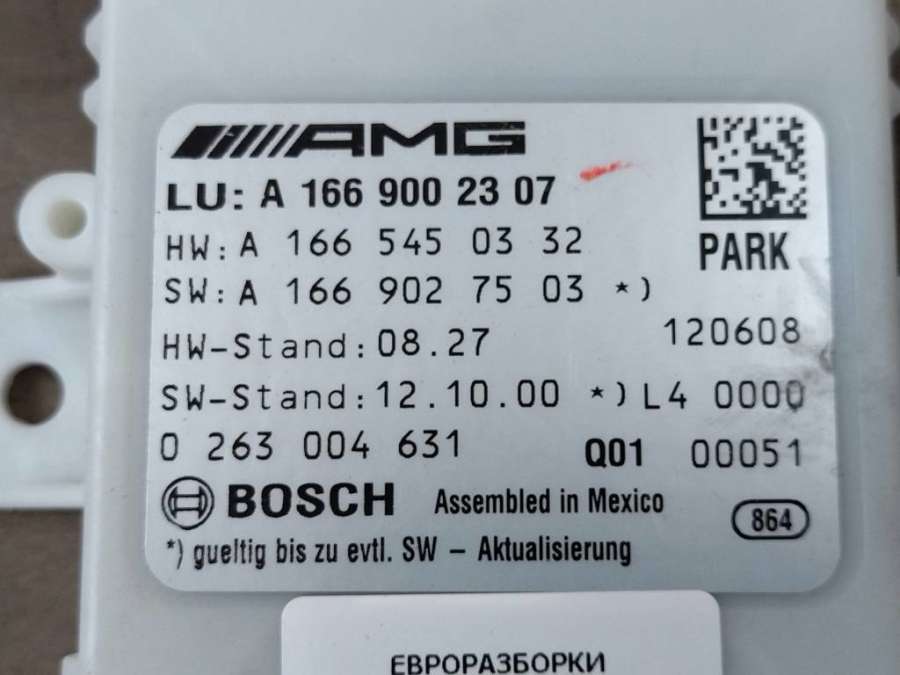 AMG
LU: A 166 900 23 07
HW: A 166 545 03 32
PARK
SW: A 166 902 75 03 *)
HW-Stand: 08.27
120608
SW-Stand: 12.10.00 *) L4 0000
0 263 004 631 Q01 00051
BOSCH Assembled in Mexico 864
*) gueltig bis zu evtl. SW - Aktualisierung
ЕВРОРАЗБОРКИ